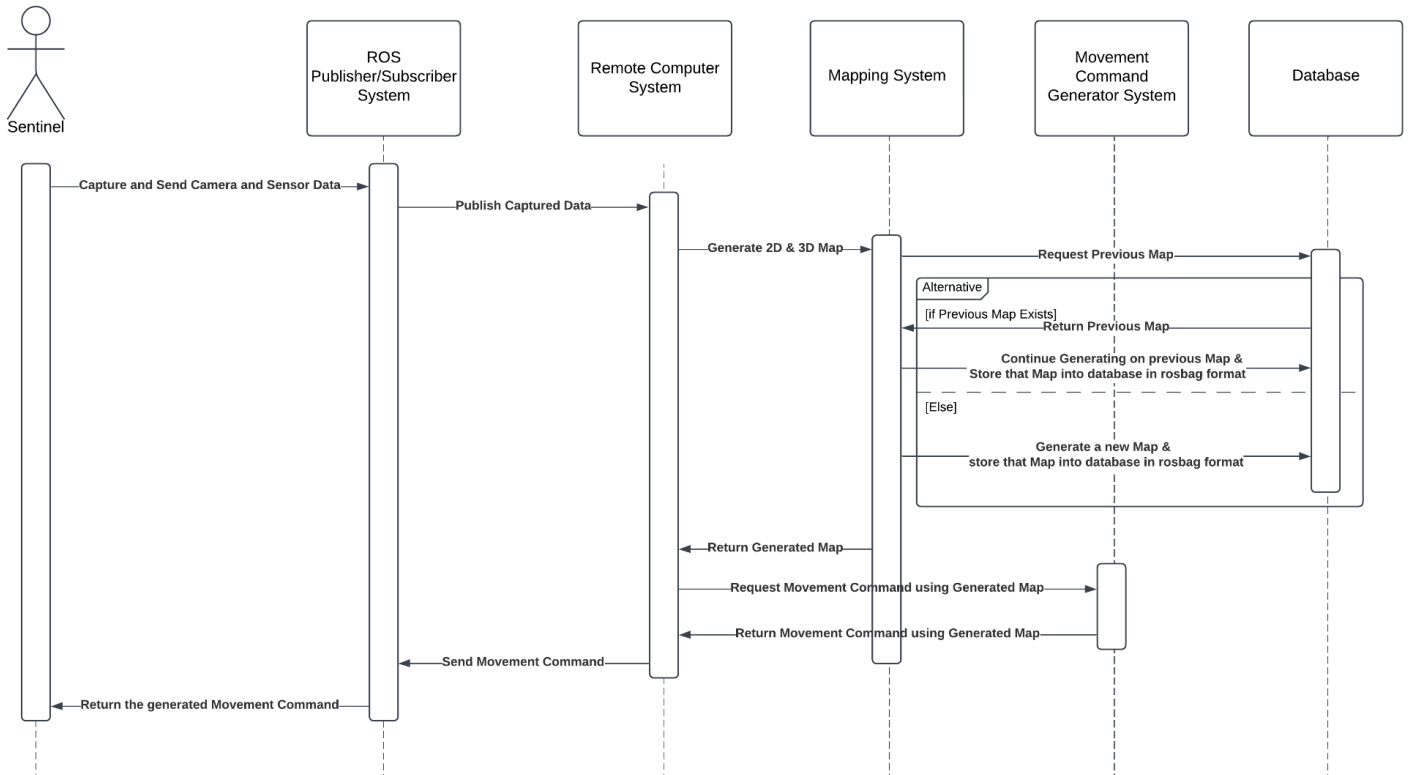 Sentinel
ROS
Publisher/Subscriber
System
Remote Computer
System
Mapping System
Movement
Command
Generator System
Database
Capture and Send Camera and Sensor Data
Publish Captured Data
Generate 2D & 3D Map
Request Previous Map
Alternative
[if Previous Map Exists]
Return Previous Map
Continue Generating on previous Map &
Store that Map into database in rosbag format
[Else]
Generate a new Map &
store that Map into database in rosbag format
Return Generated Map
Request Movement Command using Generated Map
Return Movement Command using Generated Map
Send Movement Command
Return the generated Movement Command